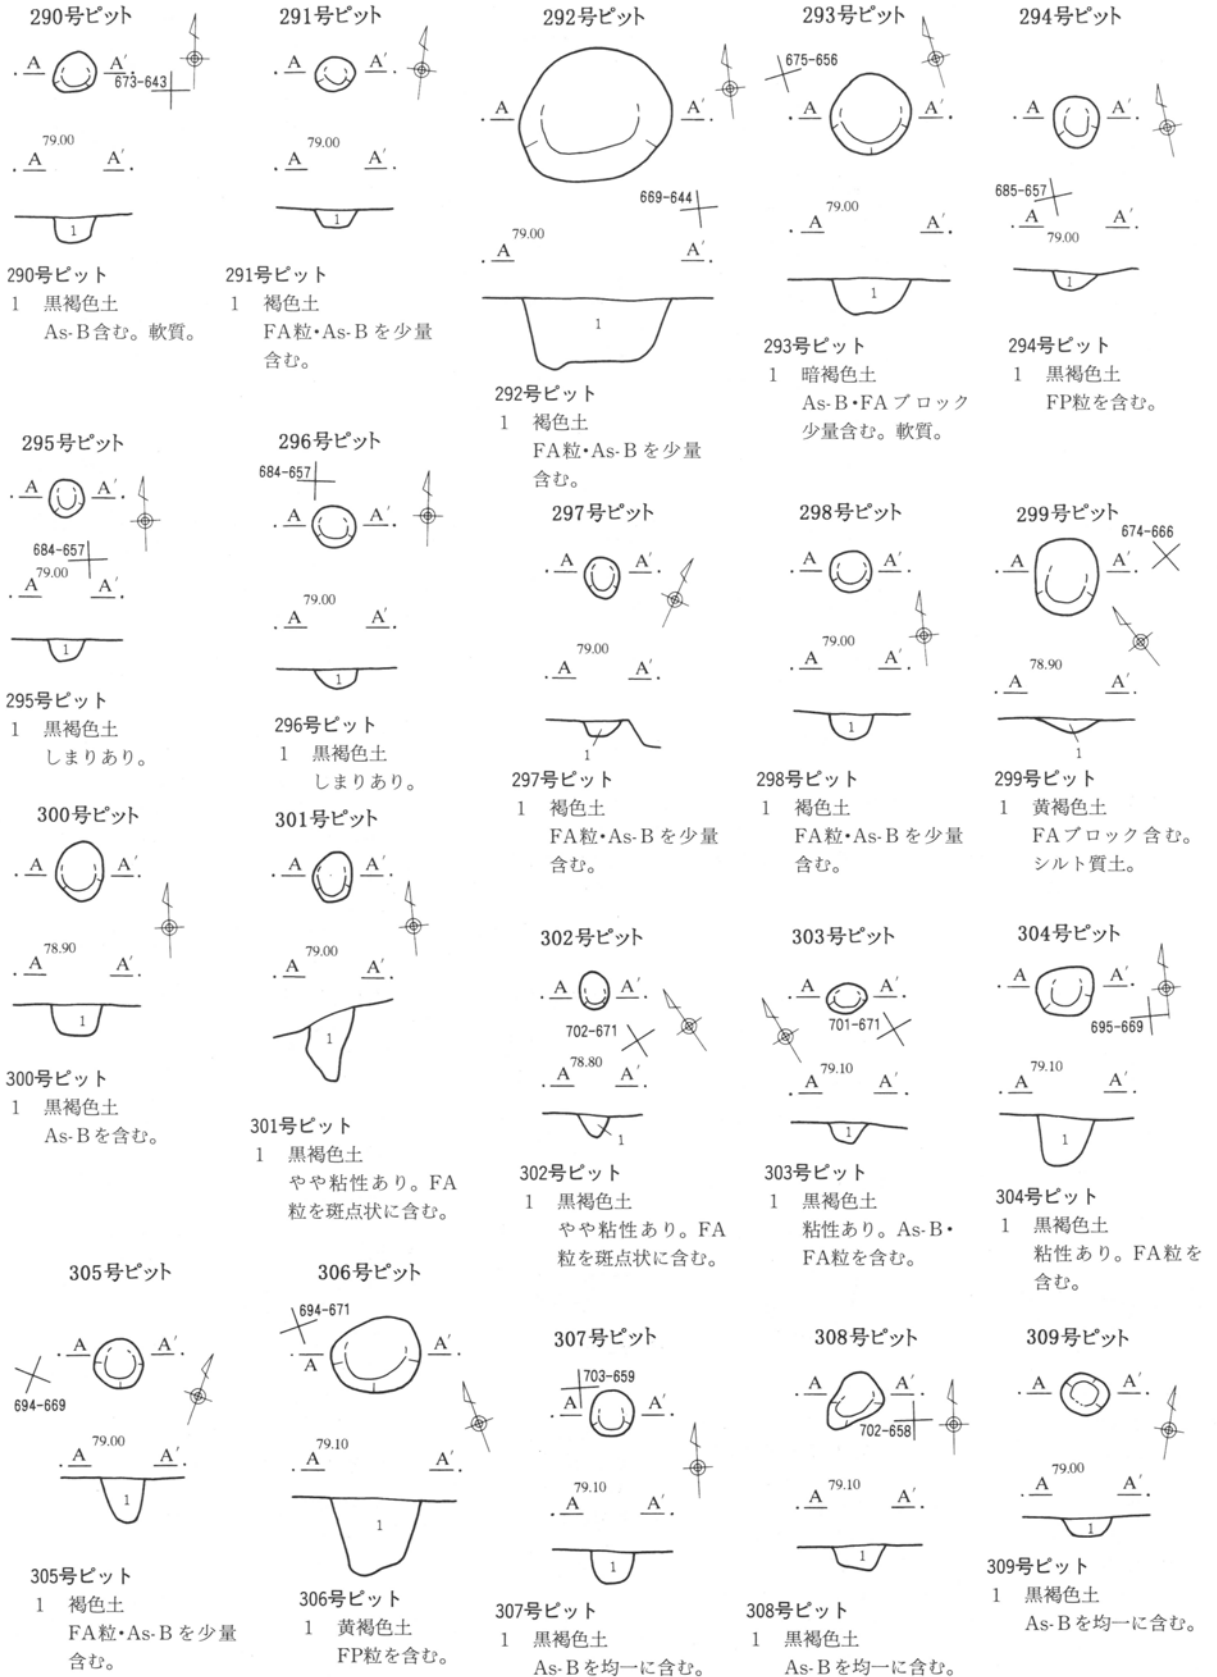 290号ピット
A A′
673-643
79.00
A A′
1
290号ピット
1 黒褐色土
As-B含む。軟質。
291号ピット
A A′
79.00
A A′
1
291号ピット
1 褐色土
FA粒・As-Bを少量
含む。
292号ピット
A A′
669-644
79.00
A A′
1
292号ピット
1 褐色土
FA粒・As-Bを少量
含む。
293号ピット
675-656
A A′
79.00
A A′
1
293号ピット
1 暗褐色土
As-B・FAブロック
少量含む。軟質。
294号ピット
A A′
685-657
A A′
79.00
1
294号ピット
1 黒褐色土
FP粒を含む。
295号ピット
A A′
684-657
79.00
A A′
1
295号ピット
1 黒褐色土
しまりあり。
296号ピット
684-657
A A′
79.00
A A′
1
296号ピット
1 黒褐色土
しまりあり。
297号ピット
A A′
79.00
A A′
1
297号ピット
1 褐色土
FA粒・As-Bを少量
含む。
298号ピット
A A′
79.00
A A′
1
298号ピット
1 褐色土
FA粒・As-Bを少量
含む。
299号ピット
674-666
A A′
78.90
A A′
1
299号ピット
1 黄褐色土
FAブロック含む。
シルト質土。
300号ピット
A A′
78.90
A A′
1
300号ピット
1 黒褐色土
As-Bを含む。
301号ピット
A A′
79.00
A A′
1
301号ピット
1 黒褐色土
やや粘性あり。FA
粒を斑点状に含む。
302号ピット
A A′
702-671
78.80
A A′
1
302号ピット
1 黒褐色土
やや粘性あり。FA
粒を斑点状に含む。
303号ピット
A A′
701-671
79.10
A A′
1
303号ピット
1 黒褐色土
粘性あり。As-B・
FA粒を含む。
304号ピット
A A′
695-669
79.10
A A′
1
304号ピット
1 黒褐色土
粘性あり。FA粒を
含む。
305号ピット
A A′
694-669
79.00
A A′
1
305号ピット
1 褐色土
FA粒・As-Bを少量
含む。
306号ピット
694-671
A A′
79.10
A A′
1
306号ピット
1 黄褐色土
FP粒を含む。
307号ピット
703-659
A A′
79.10
A A′
1
307号ピット
1 黒褐色土
As-Bを均一に含む。
308号ピット
A A′
702-658
79.10
A A′
1
308号ピット
1 黒褐色土
As-Bを均一に含む。
309号ピット
A A′
79.00
A A′
1
309号ピット
1 黒褐色土
As-Bを均一に含む。